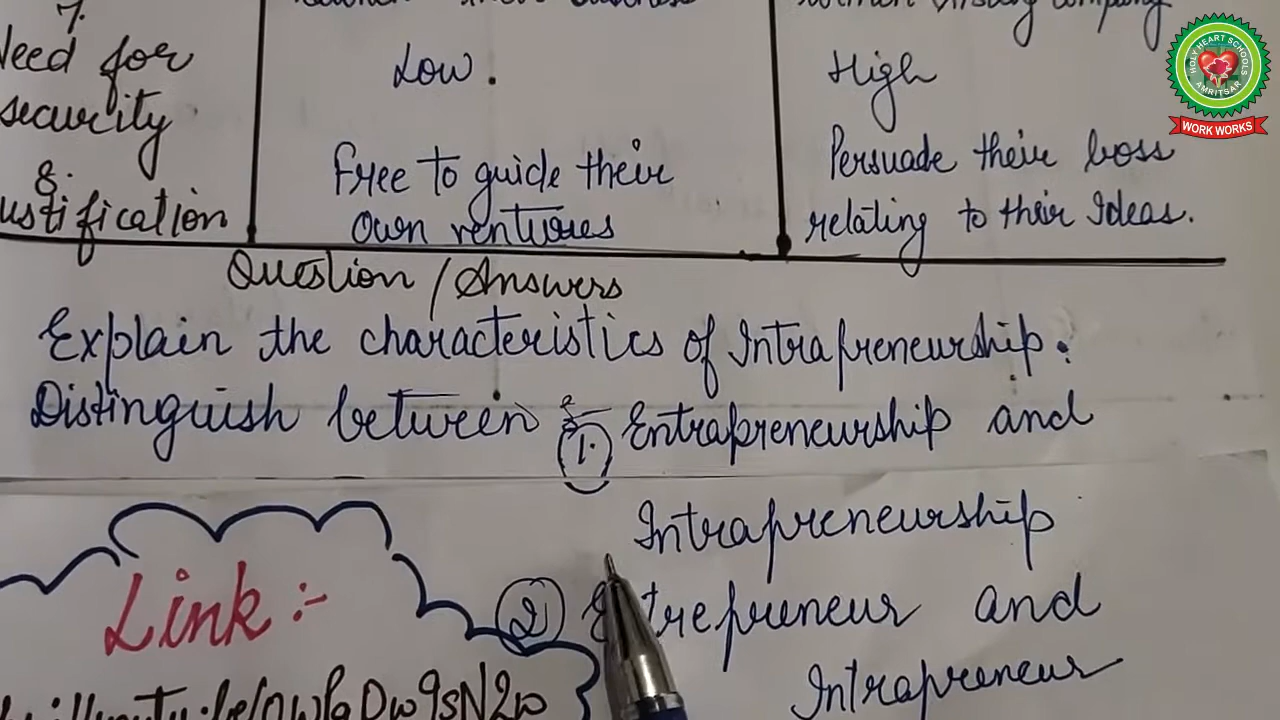 7.
Need for Low. High
security
8. Free to guide their Persuade their boss
ustification own ventures relating to their Ideas.
Question / Answers
Explain the characteristics of Intrapreneurship.
Distinguish between 1. Entrapreneurship and
Intrapreneurship
2) Entrepreneur and
Intrapreneur
Link :-
HOLY HEART SCHOOLS
AMRITSAR
WORK WORKS